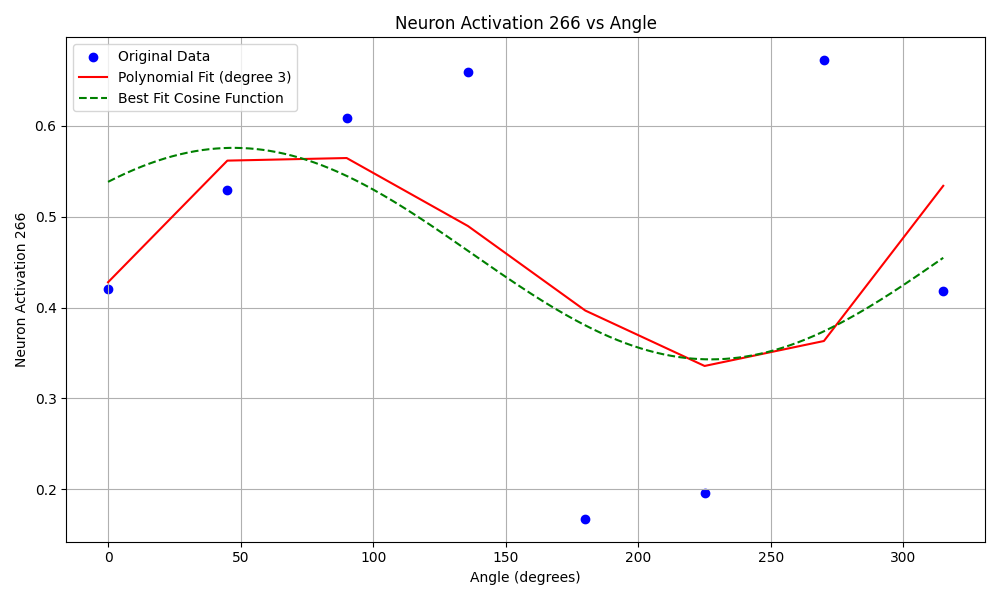 Neuron Activation 266 vs Angle
Original Data
Polynomial Fit (degree 3)
Best Fit Cosine Function
Neuron Activation 266
0.6
0.5
0.4
0.3
0.2
0 50 100 150 200 250 300
Angle (degrees)